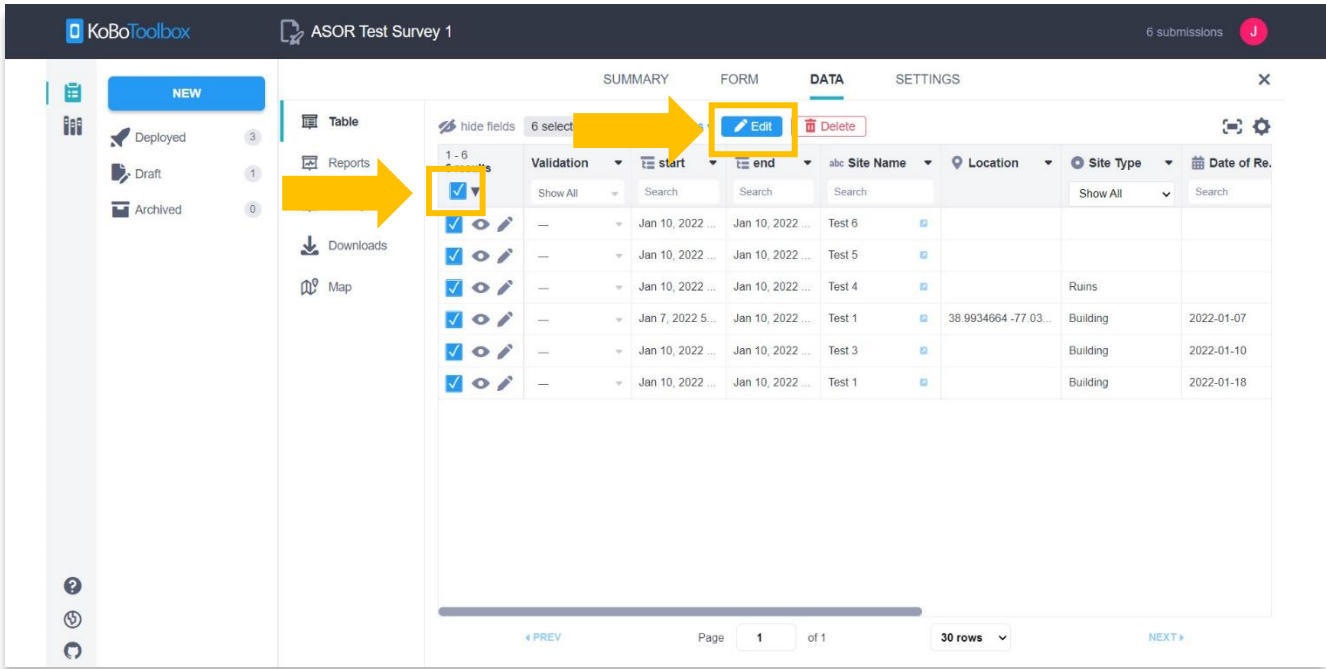 KoBoToolbox
ASOR Test Survey 1
6 submissions
J
NEW
Deployed 3
Draft 1
Archived 0
SUMMARY FORM DATA SETTINGS
Table
Reports
Downloads
Map
hide fields 6 select Edit Delete
1 - 6
results
Validation start end abc Site Name Location Site Type Date of Re.
Show All Search Search Search Show All Search
— Jan 10, 2022 ... Jan 10, 2022 ... Test 6
— Jan 10, 2022 ... Jan 10, 2022 ... Test 5
— Jan 10, 2022 ... Jan 10, 2022 ... Test 4 Ruins
— Jan 7, 2022 5... Jan 10, 2022 ... Test 1 38.9934664 -77.03... Building 2022-01-07
— Jan 10, 2022 ... Jan 10, 2022 ... Test 3 Building 2022-01-10
— Jan 10, 2022 ... Jan 10, 2022 ... Test 1 Building 2022-01-18
PREV Page 1 of 1 30 rows NEXT